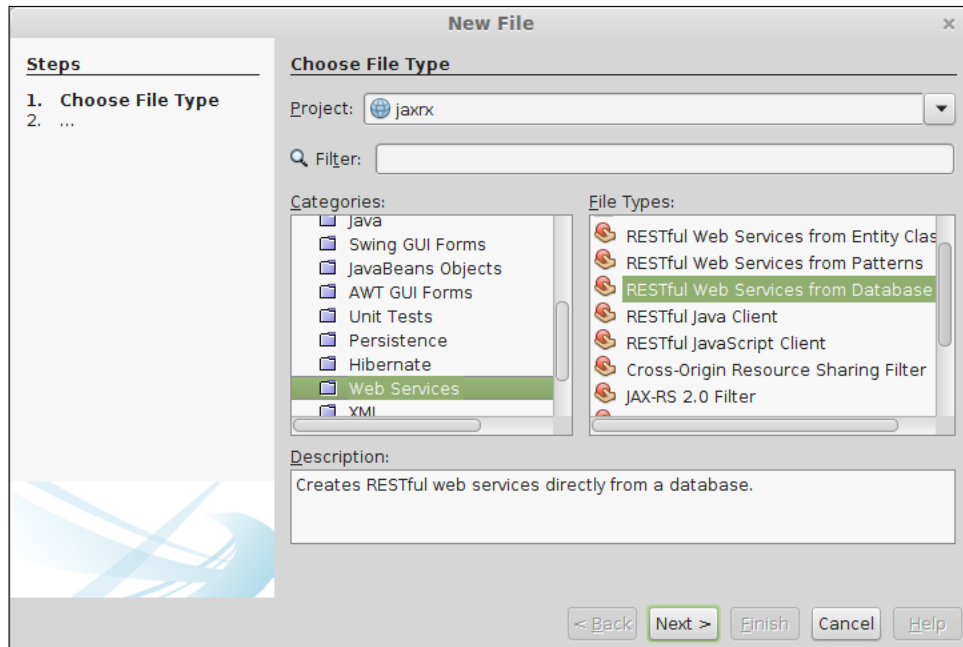 New File
Steps
1. Choose File Type
2. ...
Choose File Type
Project: jaxrx
Filter:
Categories:
Java
Swing GUI Forms
JavaBeans Objects
AWT GUI Forms
Unit Tests
Persistence
Hibernate
Web Services
XML
File Types:
RESTful Web Services from Entity Clas
RESTful Web Services from Patterns
RESTful Web Services from Database
RESTful Java Client
RESTful JavaScript Client
Cross-Origin Resource Sharing Filter
JAX-RS 2.0 Filter
Description:
Creates RESTful web services directly from a database.
< Back Next > Finish Cancel Help